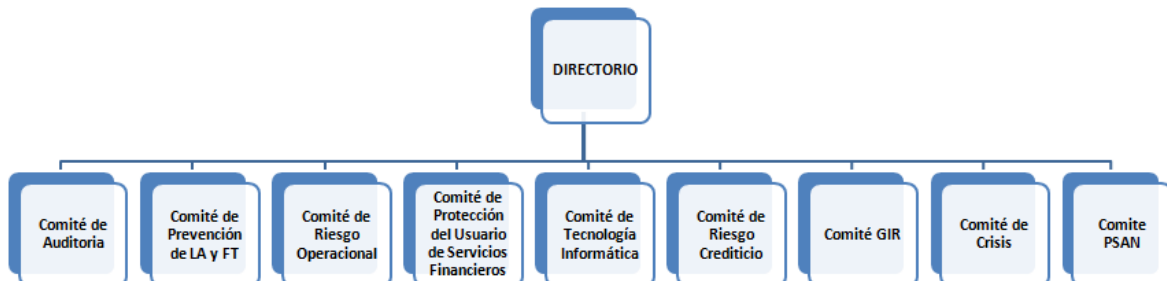 DIRECTORIO
Comité de
Auditoria
Comité de
Prevención
de LA y FT
Comité de
Riesgo
Operacional
Comité de
Protección
del Usuario
de Servicios
Financieros
Comité de
Tecnología
Informática
Comité de
Riesgo
Crediticio
Comité GIR
Comité de
Crisis
Comite
PSAN